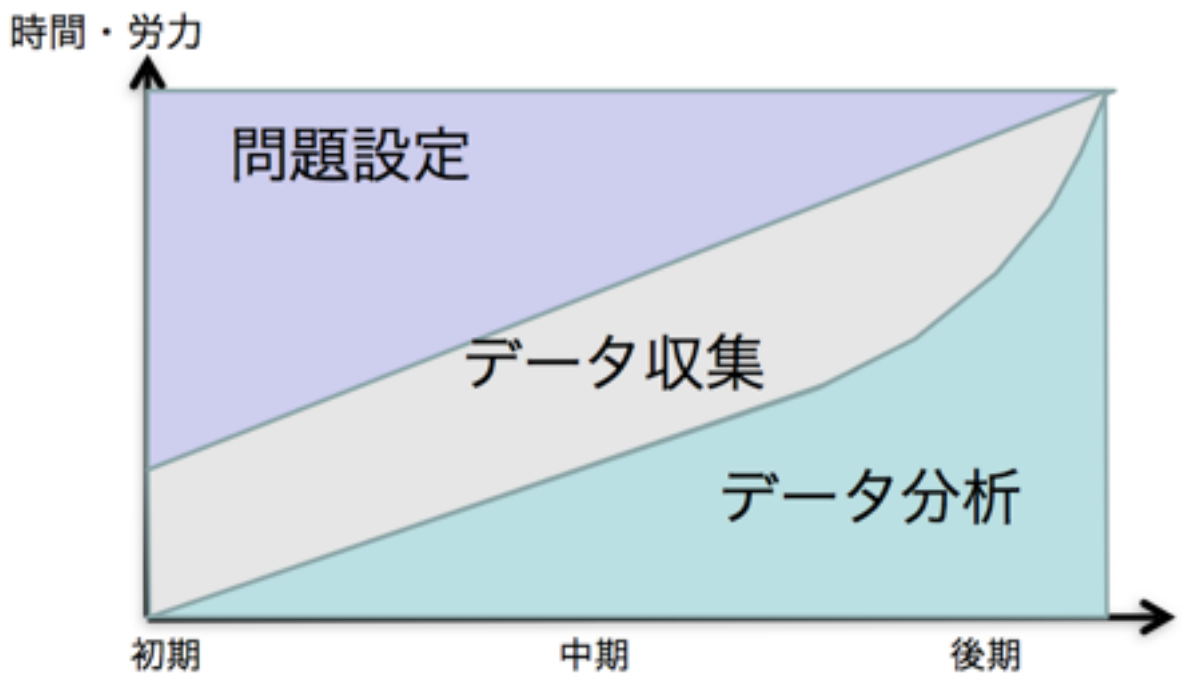 時間・労力
問題設定
データ収集
データ分析
初期
中期
後期